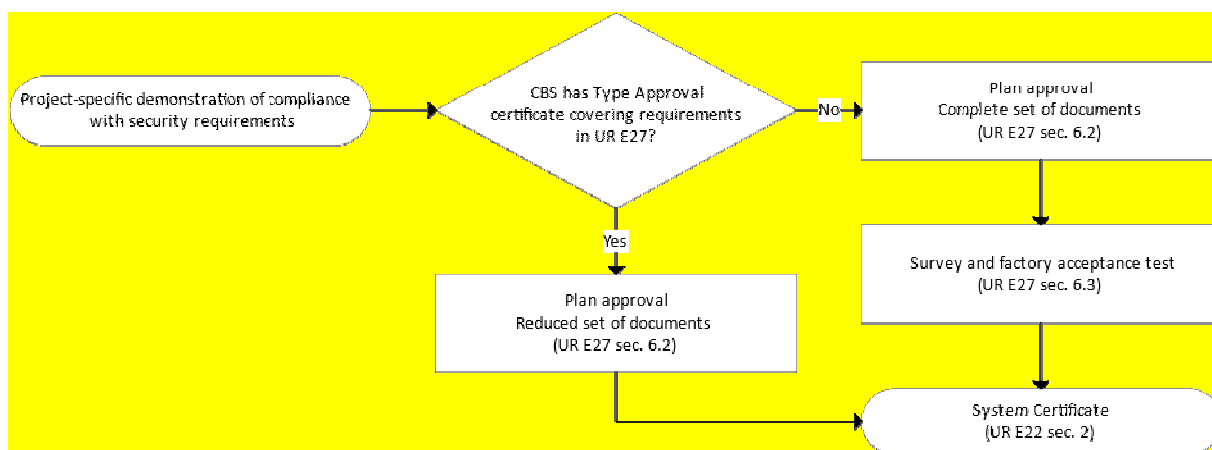 Project-specific demonstration of compliance
with security requirements
CBS has Type Approval
certificate covering requirements
in UR E27?
No
Plan approval
Complete set of documents
(UR E27 sec. 6.2)
Yes
Survey and factory acceptance test
(UR E27 sec. 6.3)
Plan approval
Reduced set of documents
(UR E27 sec. 6.2)
System Certificate
(UR E22 sec. 2)